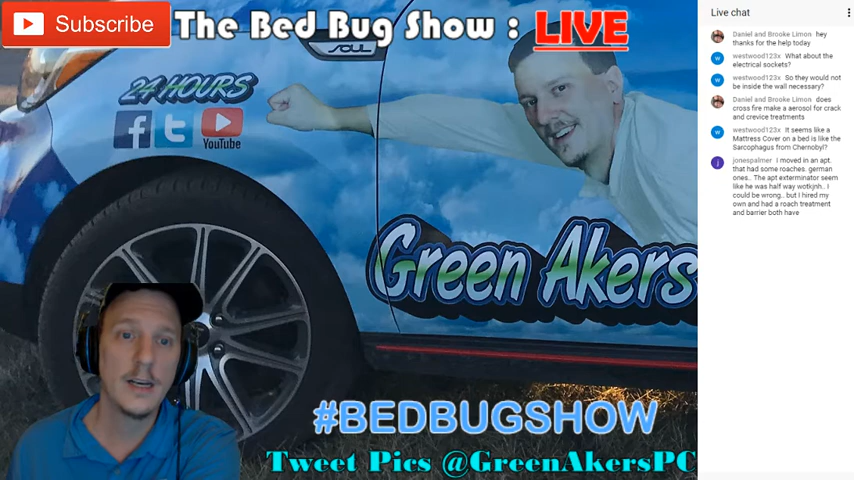 Subscribe
The Bed Bug Show : LIVE
SOUL
24 HOURS
YouTube
Green Akers
#BEDBUGSHOW
Tweet Pics @GreenAkersPC
Live chat
Daniel and Brooke Limon hey
thanks for the help today
westwood123x What about the
electrical sockets?
westwood123x So they would not
be inside the wall necessary?
Daniel and Brooke Limon does
cross fire make a aerosol for crack
and crevice treatments
westwood123x It seems like a
Mattress Cover on a bed is like the
Sarcophagus from Chernobyl?
jonespalmer I moved in an apt.
that had some roaches. german
ones.. The apt exterminator seem
like he was half way wotkjnh.. I
could be wrong.. but I hired my
own and had a roach treatment
and barrier both have